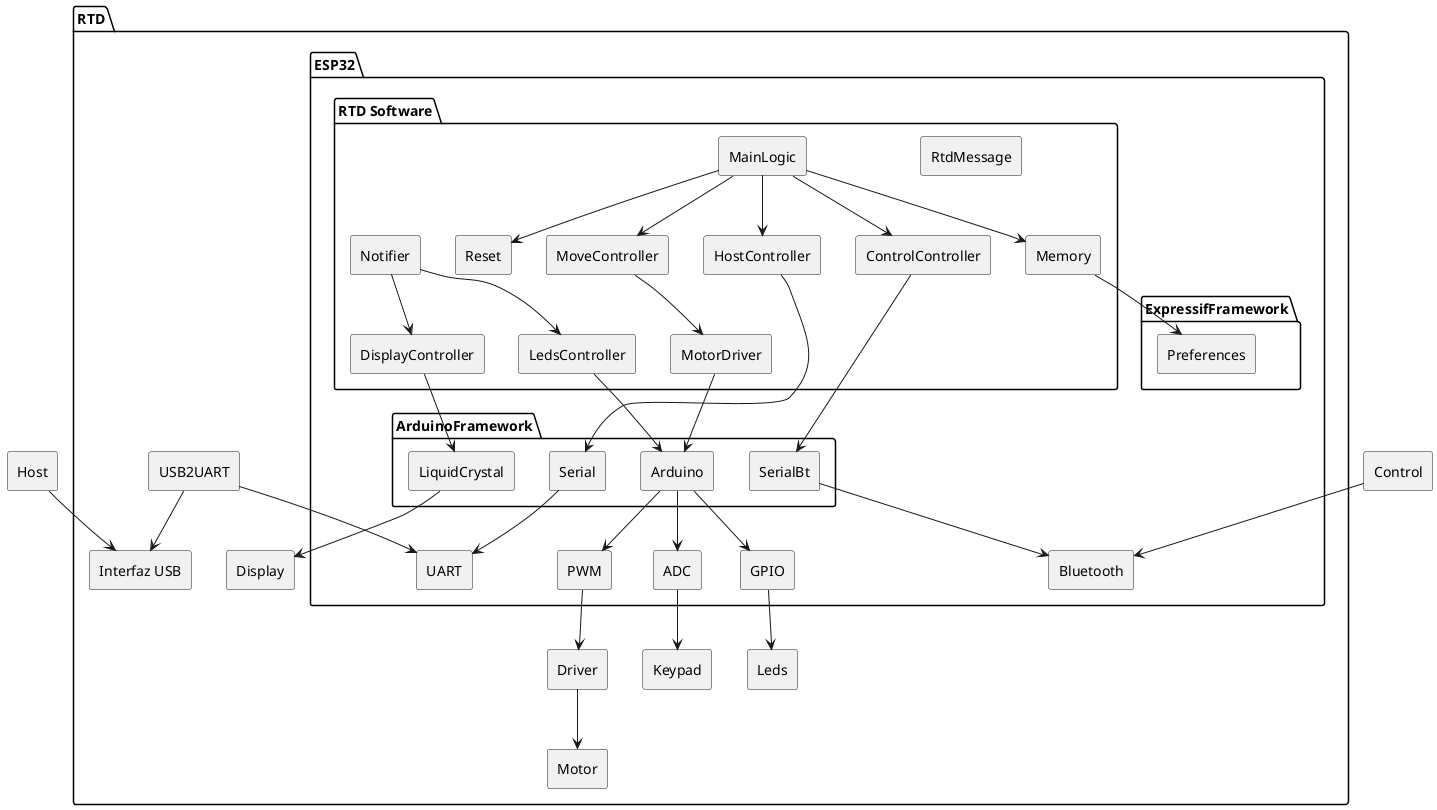 RTD
ESP32
RTD Software
MainLogic
RtdMessage
Notifier
Reset
MoveController
HostController
ControlController
Memory
ExpressifFramework
DisplayController
LedsController
MotorDriver
Preferences
ArduinoFramework
Host
USB2UART
LiquidCrystal
Serial
Arduino
SerialBt
Control
Interfaz USB
Display
UART
PWM
ADC
GPIO
Bluetooth
Driver
Keypad
Leds
Motor